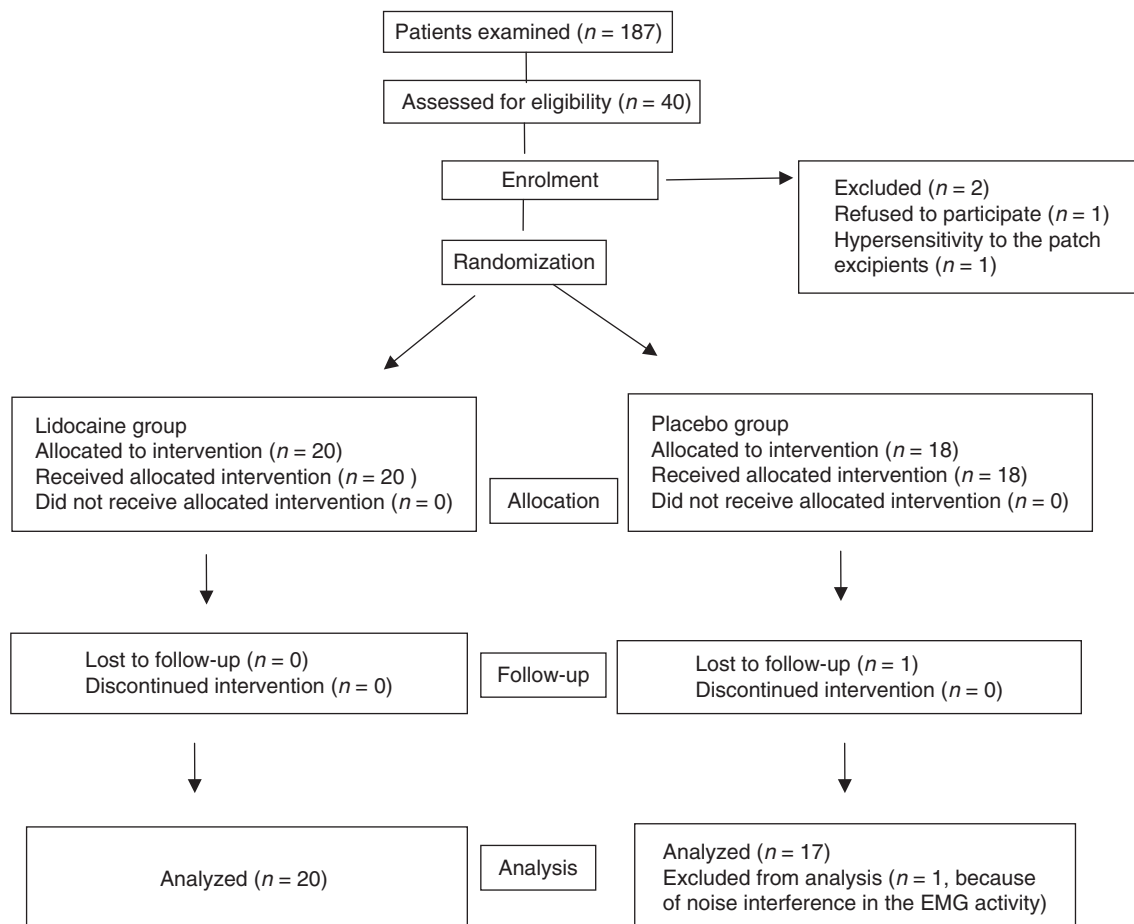 Patients examined (n = 187)
Assessed for eligibility (n = 40)
Enrolment
Excluded (n = 2)
Refused to participate (n = 1)
Hypersensitivity to the patch
excipients (n = 1)
Randomization
Lidocaine group
Allocated to intervention (n = 20)
Received allocated intervention (n = 20 )
Did not receive allocated intervention (n = 0)
Allocation
Placebo group
Allocated to intervention (n = 18)
Received allocated intervention (n = 18)
Did not receive allocated intervention (n = 0)
Lost to follow-up (n = 0)
Discontinued intervention (n = 0)
Follow-up
Lost to follow-up (n = 1)
Discontinued intervention (n = 0)
Analyzed (n = 20)
Analysis
Analyzed (n = 17)
Excluded from analysis (n = 1, because
of noise interference in the EMG activity)